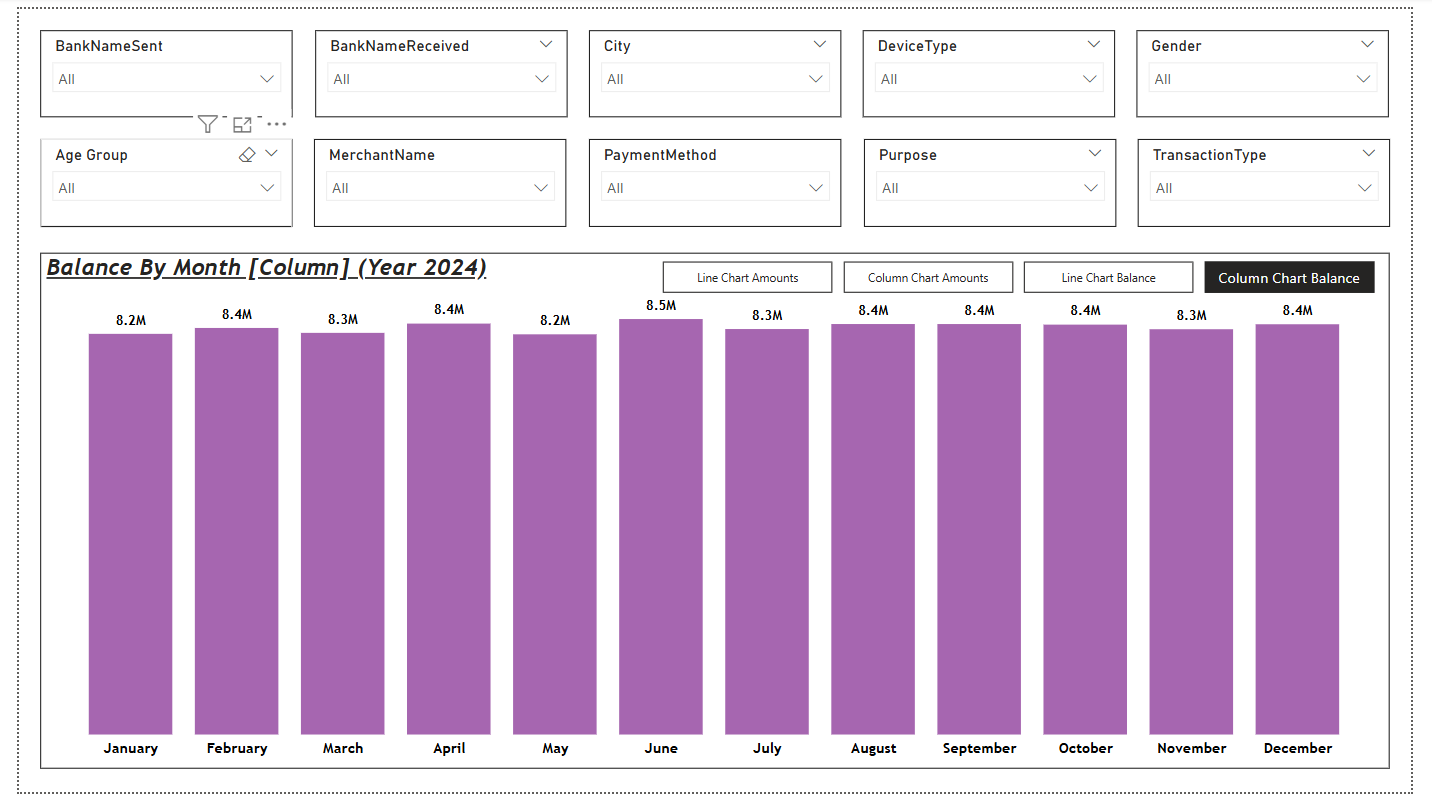 BankNameSent
BankNameReceived
City
DeviceType
Gender
All
All
All
All
All
Age Group
MerchantName
PaymentMethod
Purpose
TransactionType
All
All
All
All
All
Balance By Month [Column] (Year 2024)
Line Chart Amounts
Column Chart Amounts
Line Chart Balance
Column Chart Balance
8.2M
8.4M
8.3M
8.4M
8.2M
8.5M
8.3M
8.4M
8.4M
8.4M
8.3M
8.4M
January
February
March
April
May
June
July
August
September
October
November
December